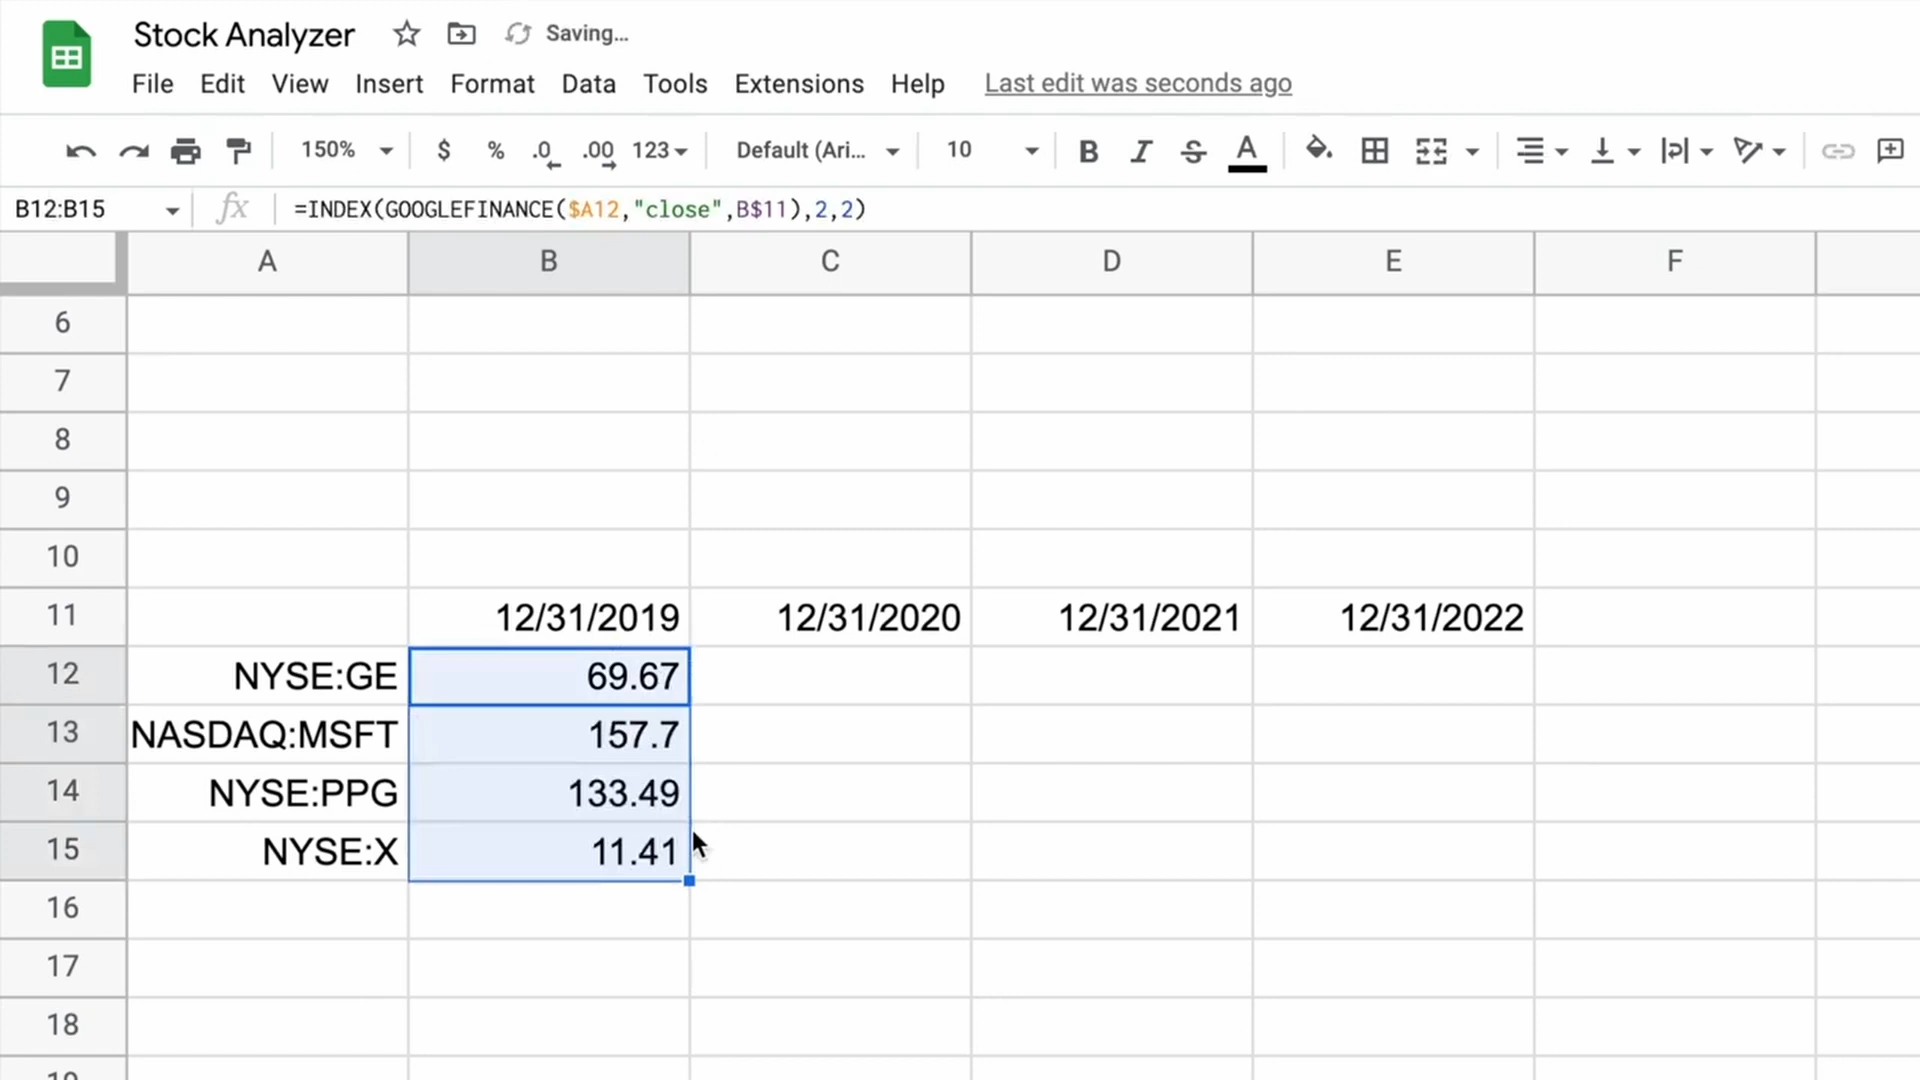 Stock Analyzer Saving...
File Edit View Insert Format Data Tools Extensions Help Last edit was seconds ago
150% $ % .0 .00 123 Default (Ari... 10 B I S A
B12:B15 fx =INDEX(GOOGLEFINANCE($A12,"close",B$11),2,2)
A B C D E F
6
7
8
9
10
11 12/31/2019 12/31/2020 12/31/2021 12/31/2022
12 NYSE:GE 69.67
13 NASDAQ:MSFT 157.7
14 NYSE:PPG 133.49
15 NYSE:X 11.41
16
17
18